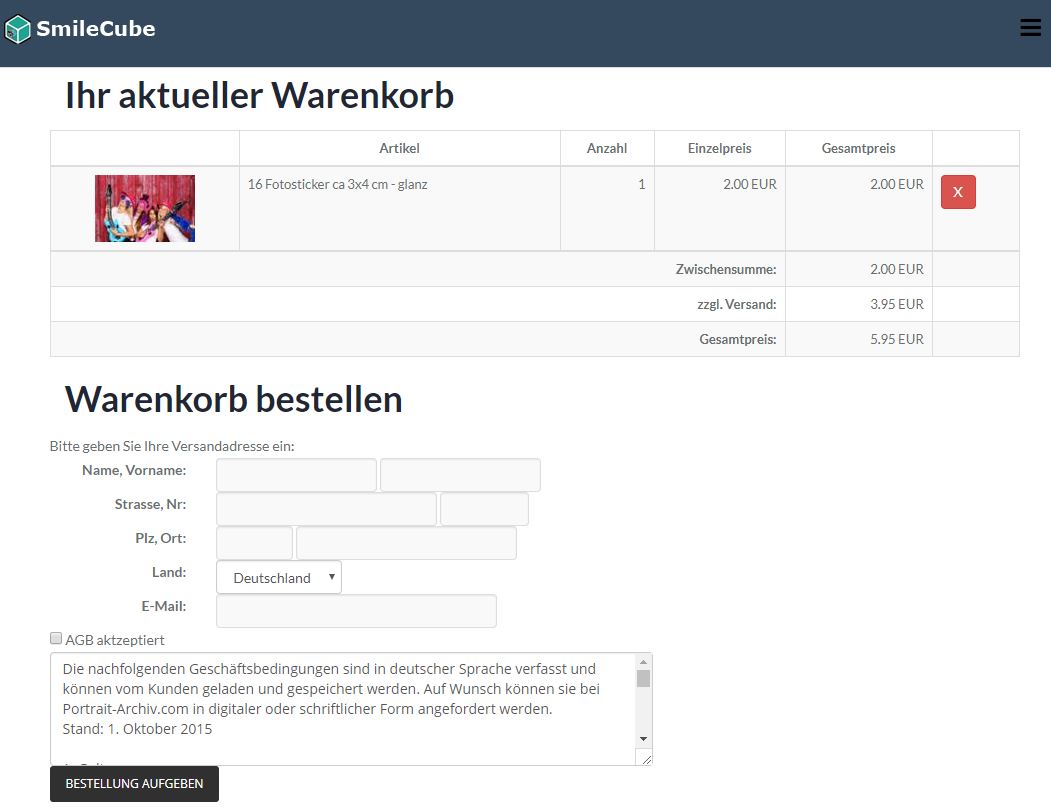 SmileCube
Ihr aktueller Warenkorb
Artikel Anzahl Einzelpreis Gesamtpreis
16 Fotosticker ca 3x4 cm - glanz 1 2.00 EUR 2.00 EUR X
Zwischensumme: 2.00 EUR
zzgl. Versand: 3.95 EUR
Gesamtpreis: 5.95 EUR
Warenkorb bestellen
Bitte geben Sie Ihre Versandadresse ein:
Name, Vorname:
Strasse, Nr:
Plz, Ort:
Land: Deutschland
E-Mail:
AGB aktzeptiert
Die nachfolgenden Geschäftsbedingungen sind in deutscher Sprache verfasst und
können vom Kunden geladen und gespeichert werden. Auf Wunsch können sie bei
Portrait-Archiv.com in digitaler oder schriftlicher Form angefordert werden.
Stand: 1. Oktober 2015
BESTELLUNG AUFGEBEN